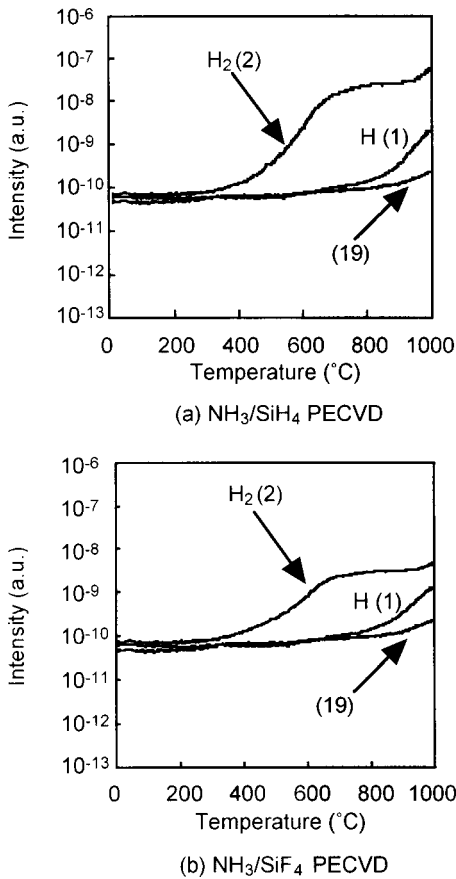 10-6
10-7
10-8
10-9
10-10
10-11
10-12
10-13
Intensity (a.u.)
H2 (2)
H (1)
(19)
0 200 400 600 800 1000
Temperature (°C)
(a) NH3/SiH4 PECVD
10-6
10-7
10-8
10-9
10-10
10-11
10-12
10-13
Intensity (a.u.)
H2 (2)
H (1)
(19)
0 200 400 600 800 1000
Temperature (°C)
(b) NH3/SiF4 PECVD